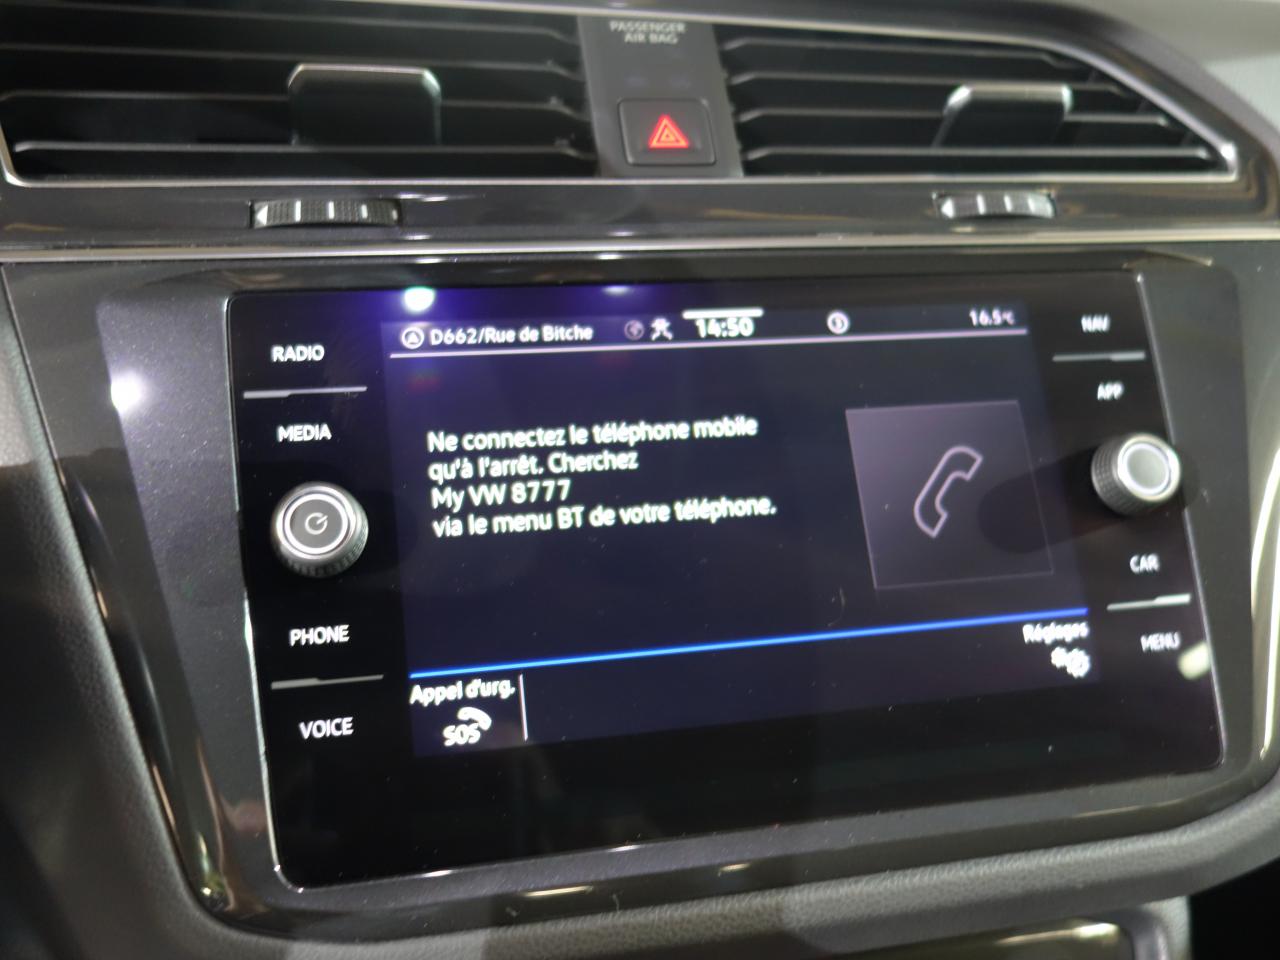 PASSENGER
AIR BAG
D662/Rue de Bitche
14:50
16.5°C
RADIO
MEDIA
PHONE
VOICE
Ne connectez le téléphone mobile
qu'à l'arrêt. Cherchez
My VW 8777
via le menu BT de votre téléphone.
Appel d'urg.
SOS
Réglages
NAV
APP
CAR
MENU